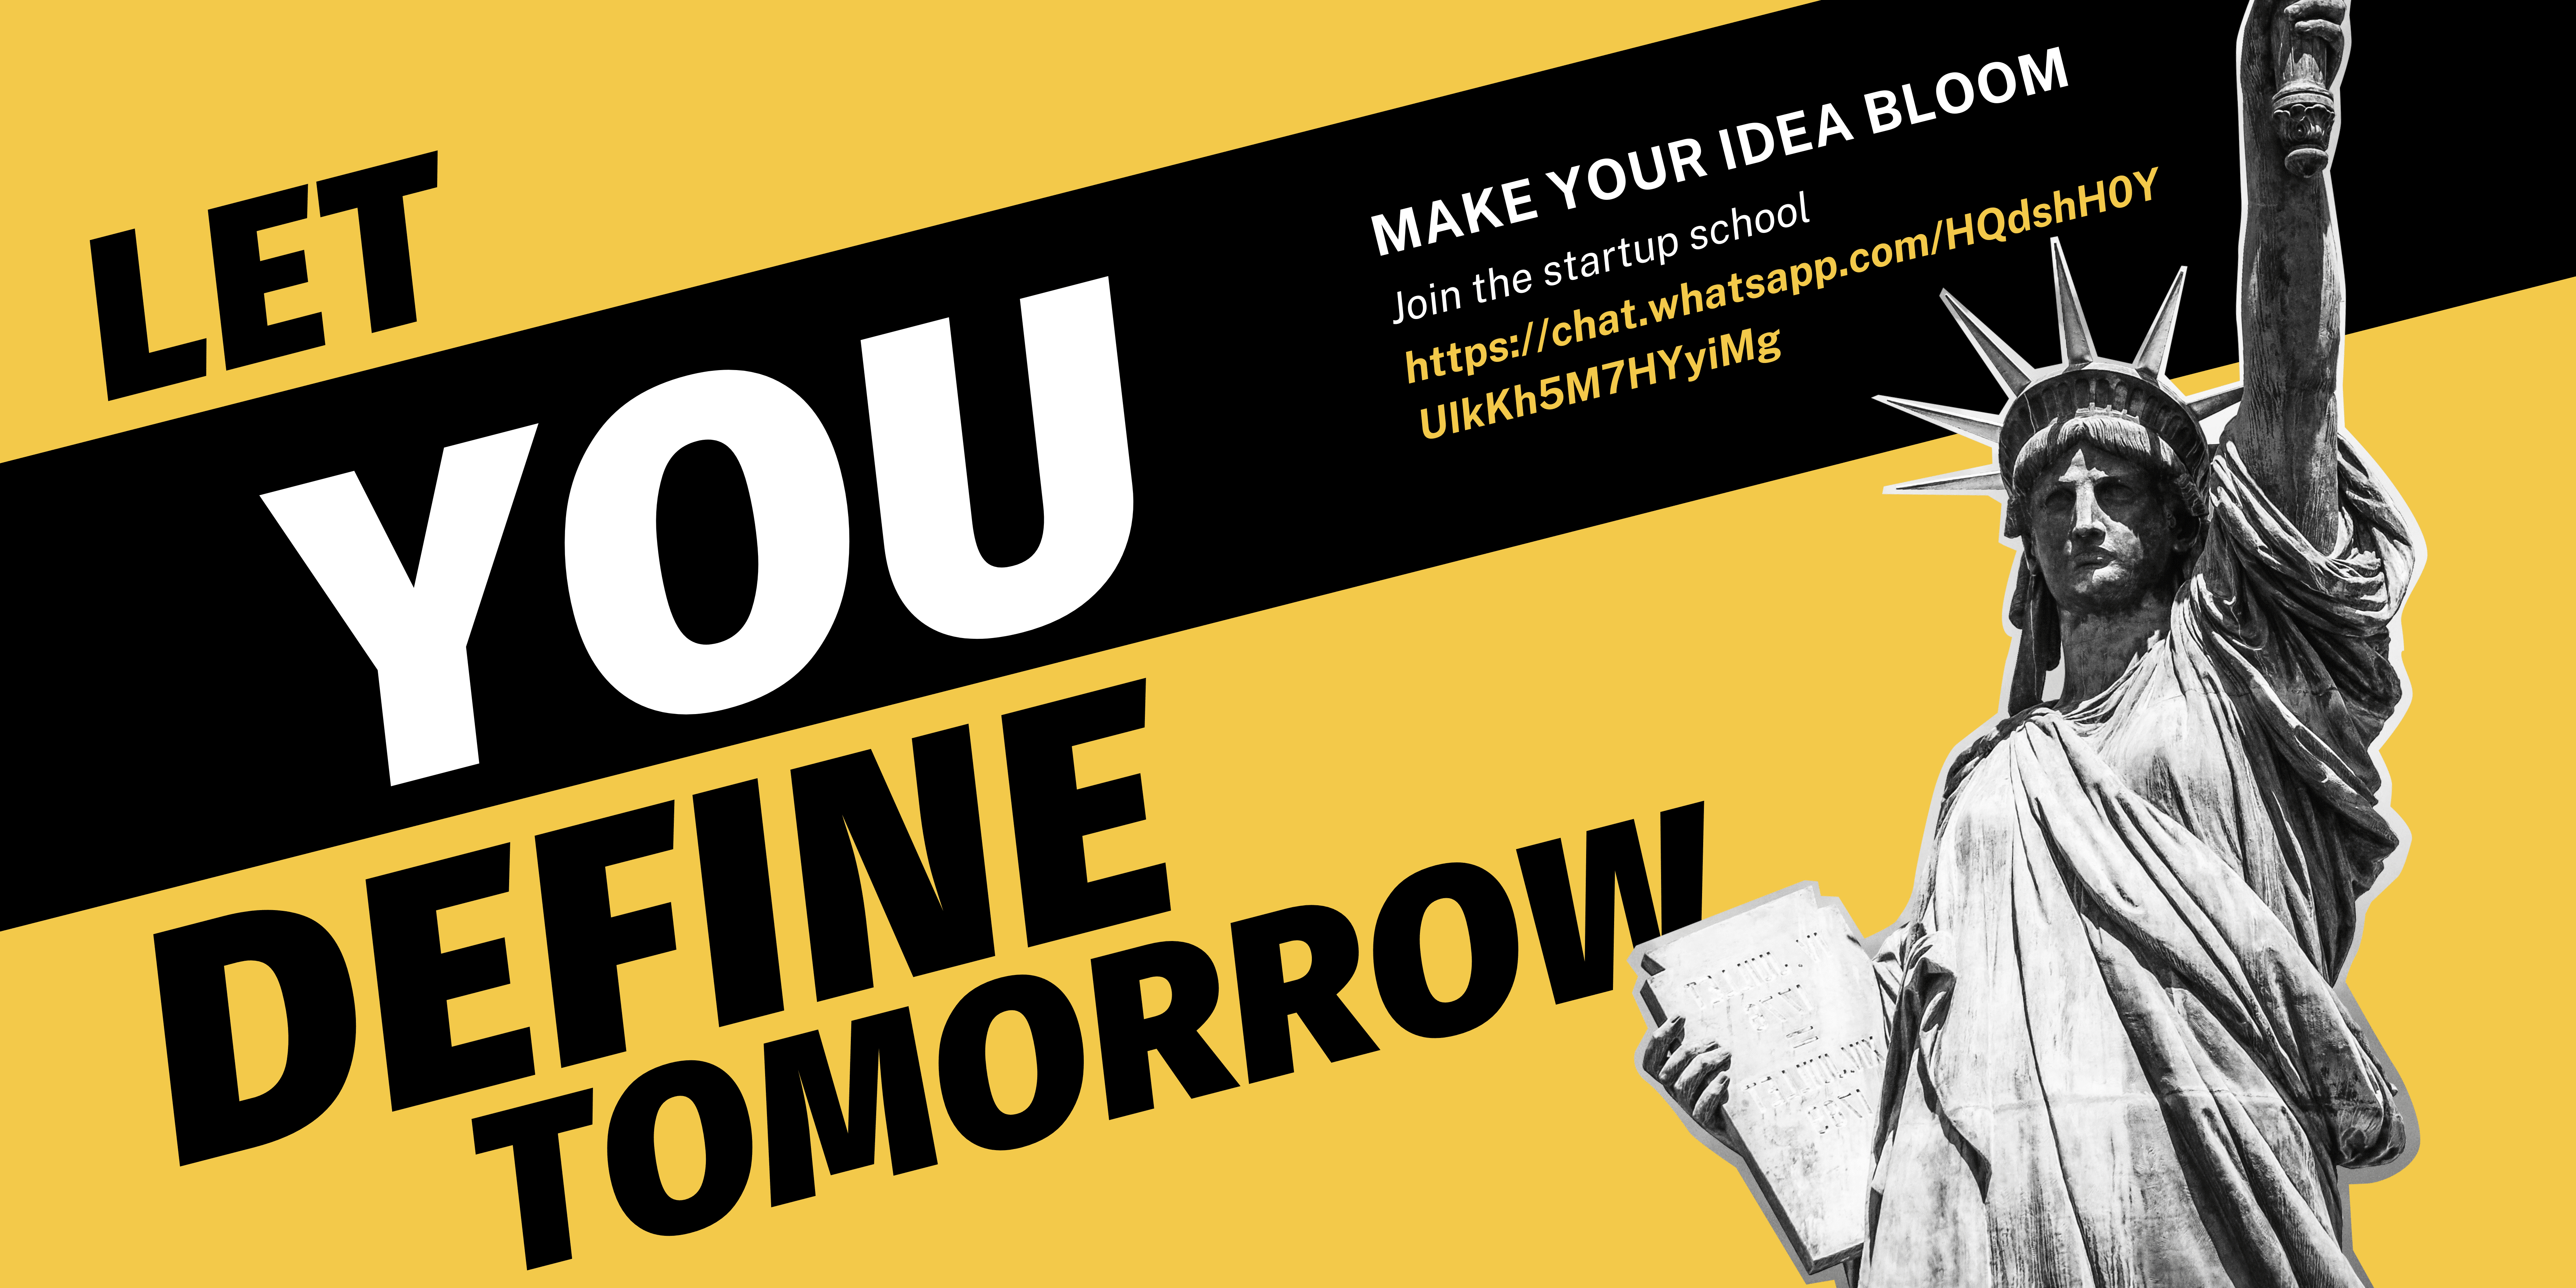 LET
YOU
DEFINE
TOMORROW
MAKE YOUR IDEA BLOOM
Join the startup school
https://chat.whatsapp.com/HQdshH0Y
UlkKh5M7HYyiMg